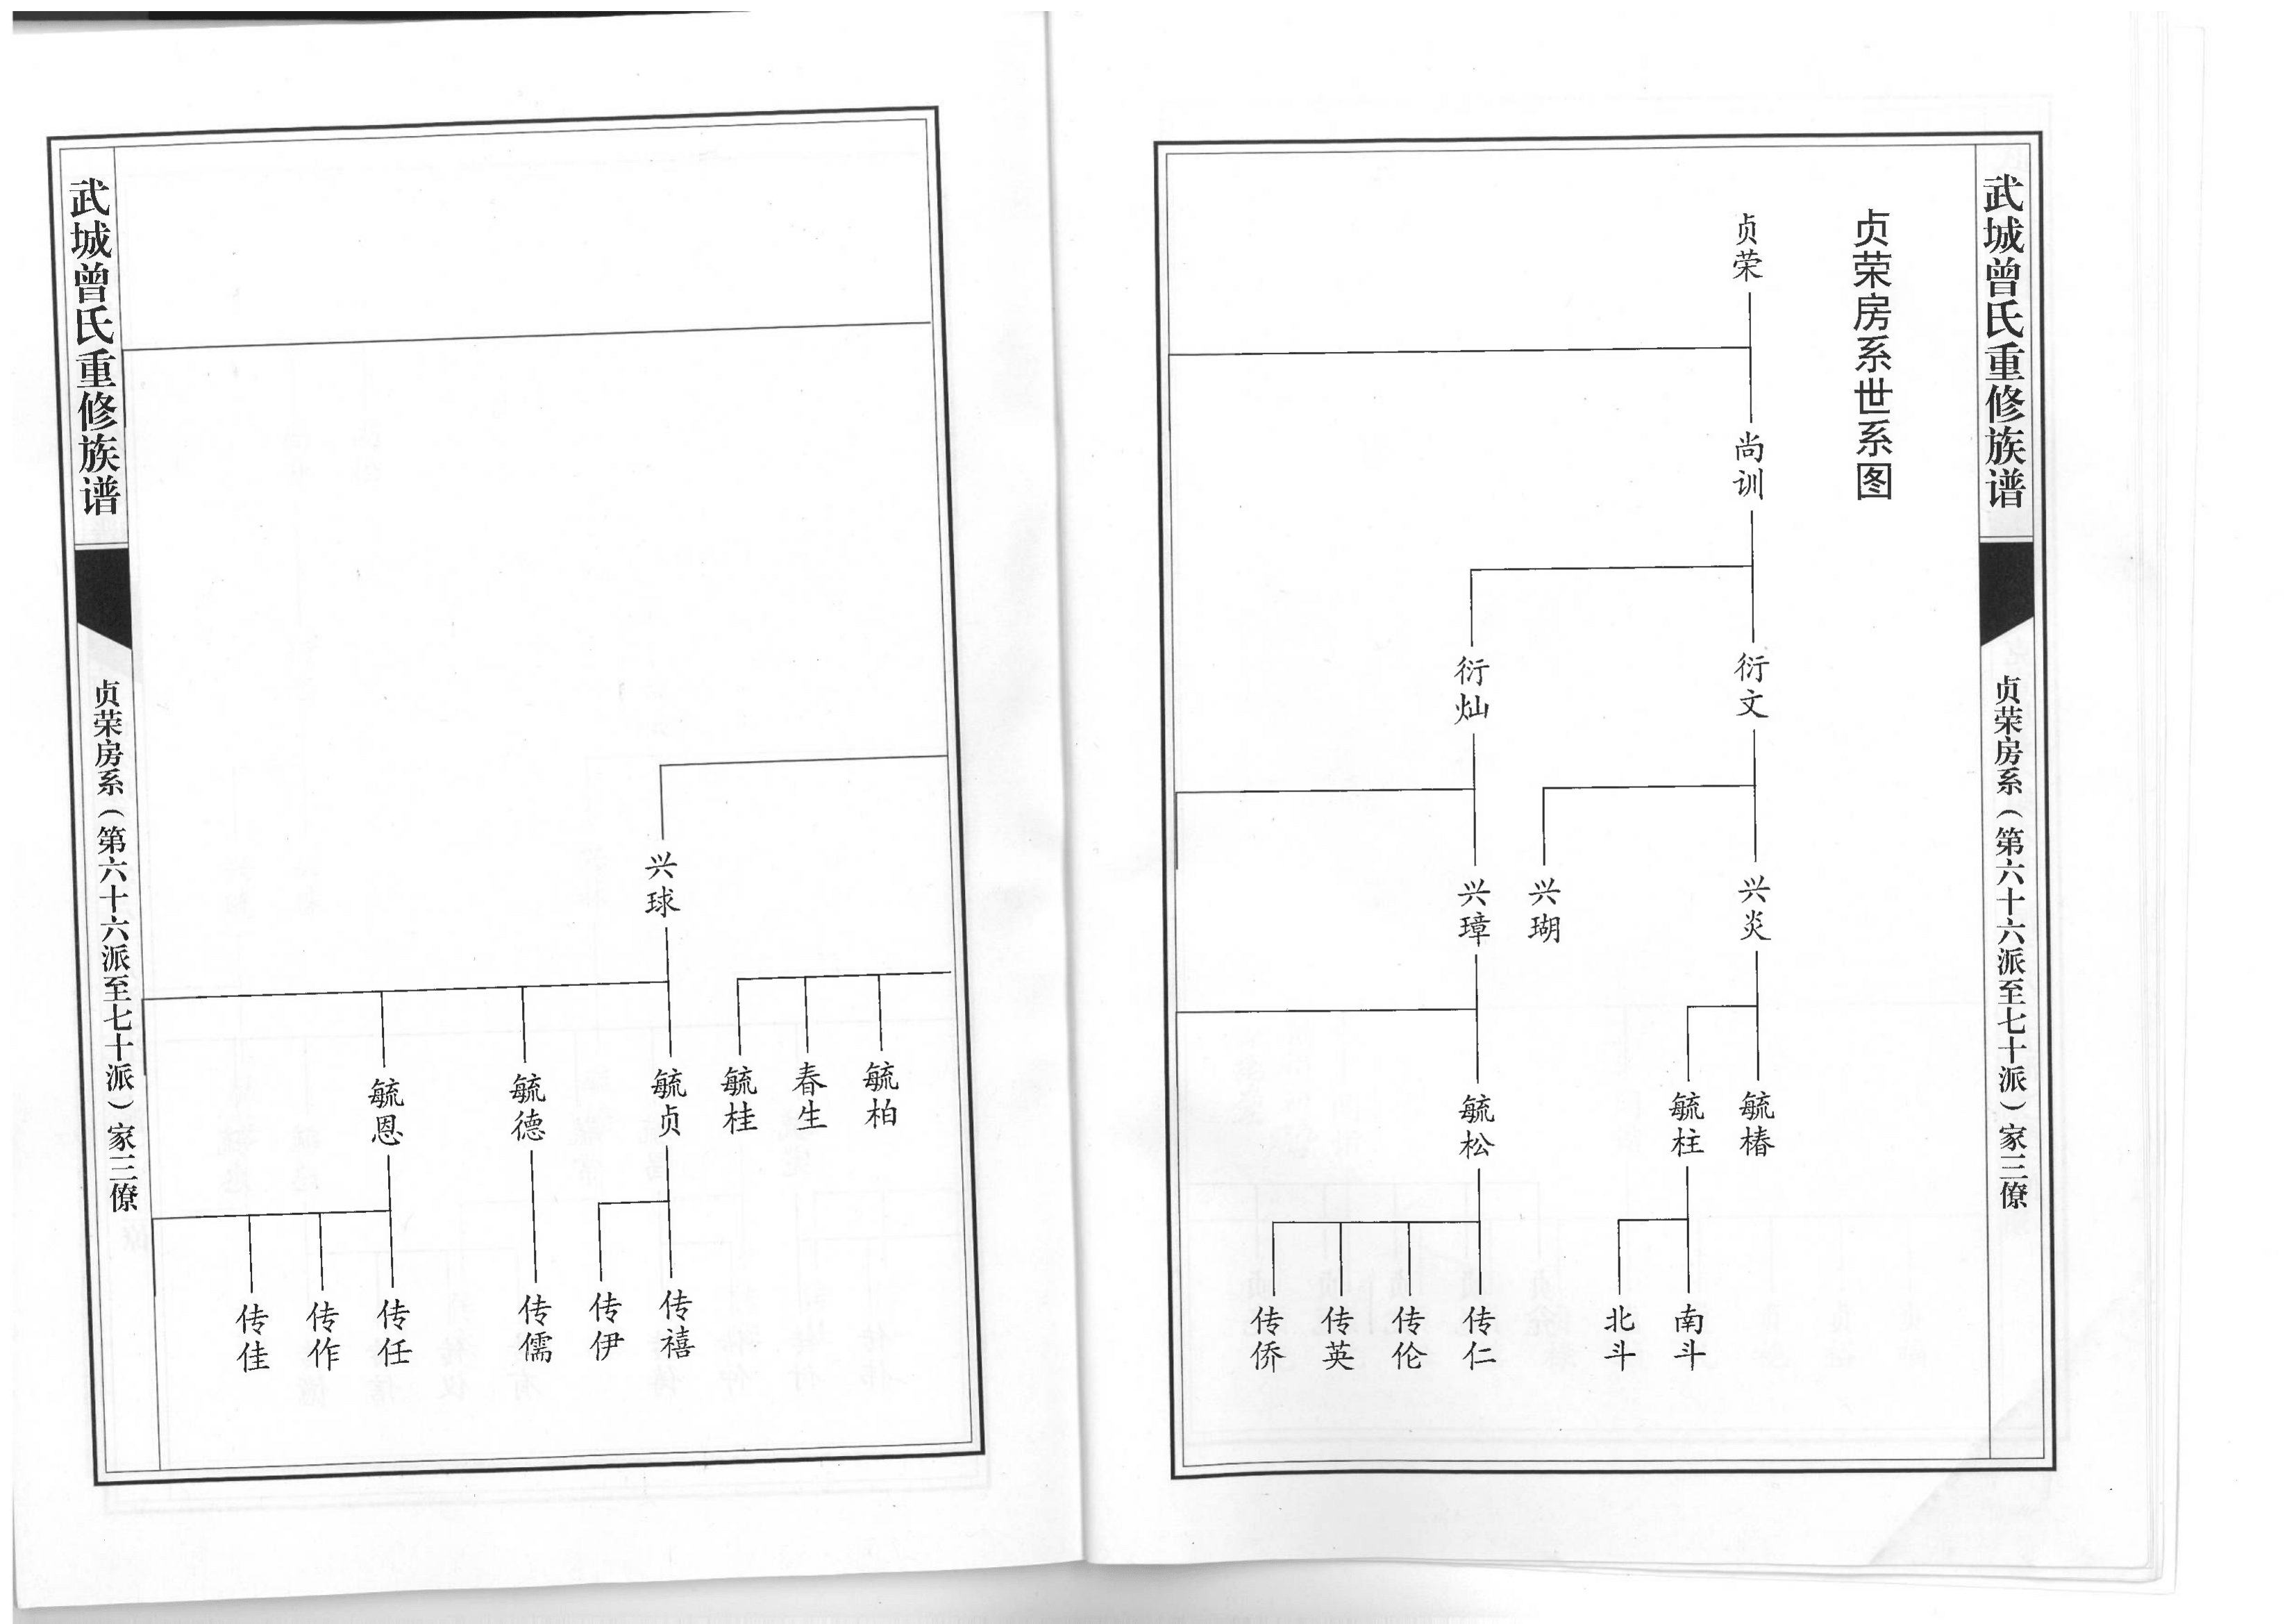 武城曾氏重修族谱
贞荣房系（第六十六派至七十派）家三僚
贞荣房系世系图
贞荣
尚训
衍文
衍灿
兴炎
兴瑚
兴璋
毓椿
毓柱
毓松
南斗
北斗
传仁
传伦
传英
传侨
兴球
毓柏
春生
毓桂
毓贞
毓德
毓恩
传禧
传伊
传儒
传任
传作
传佳
武城曾氏重修族谱
贞荣房系（第六十六派至七十派）家三僚